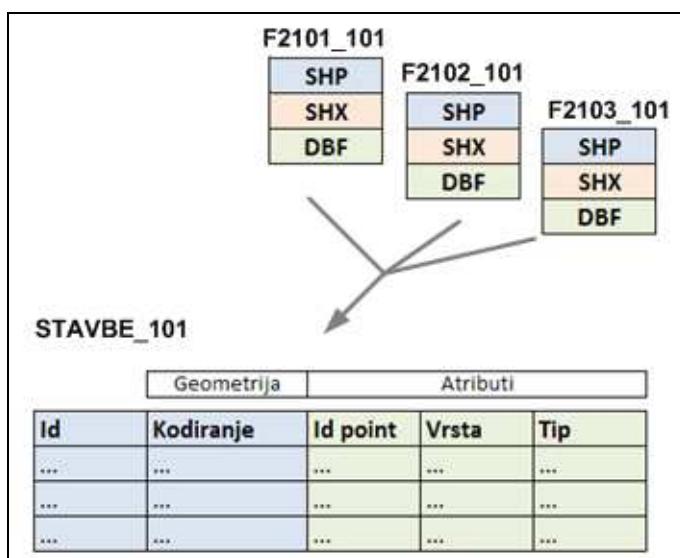 F2101_101
SHP
SHX
DBF
F2102_101
SHP
SHX
DBF
F2103_101
SHP
SHX
DBF
STAVBE_101
Geometrija Atributi
Id Kodiranje Id point Vrsta Tip
... ... ... ... ...
... ... ... ... ...
... ... ... ... ...